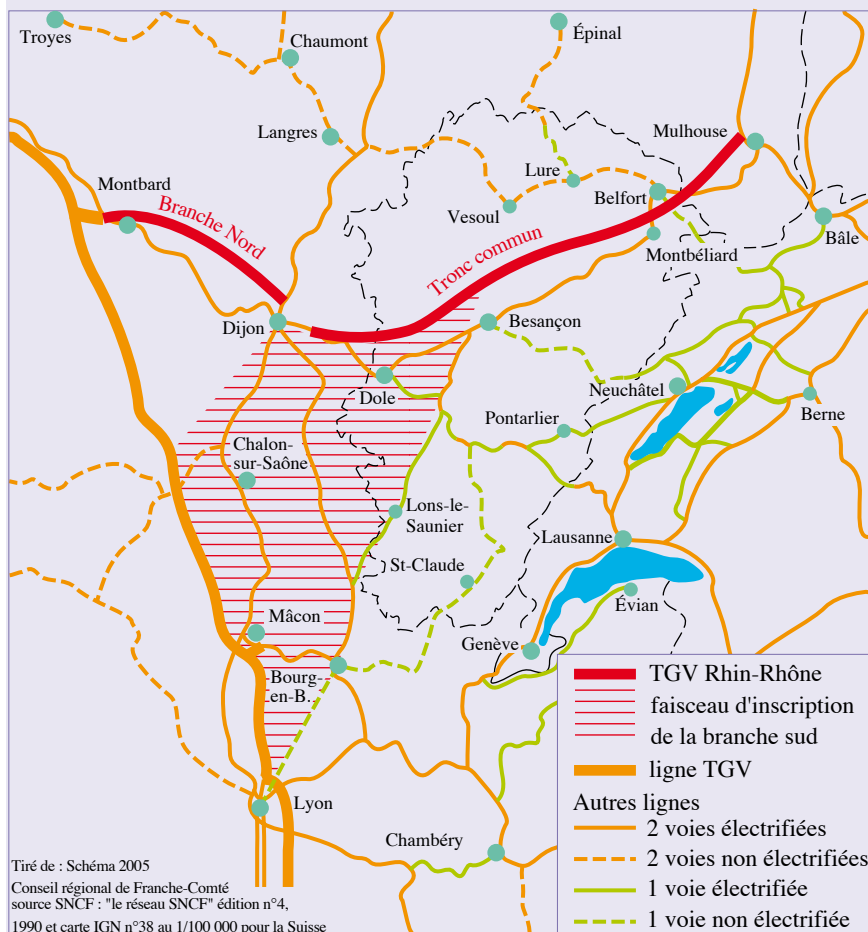 Troyes
Chaumont
Épinal
Langres
Mulhouse
Lure
Belfort
Montbard
Branche Nord
Vesoul
Tronc commun
Bâle
Montbéliard
Dijon
Besançon
Dole
Neuchâtel
Berne
Pontarlier
Chalon-
sur-Saône
Lons-le-
Saunier
Lausanne
St-Claude
Évian
Mâcon
Genève
Bourg-
en-B..
Lyon
Chambéry
TGV Rhin-Rhône
faisceau d'inscription
de la branche sud
ligne TGV
Autres lignes
2 voies électrifiées
2 voies non électrifiées
1 voie électrifiée
1 voie non électrifiée
Tiré de : Schéma 2005
Conseil régional de Franche-Comté
source SNCF : "le réseau SNCF" édition n°4,
1990 et carte IGN n°38 au 1/100 000 pour la Suisse